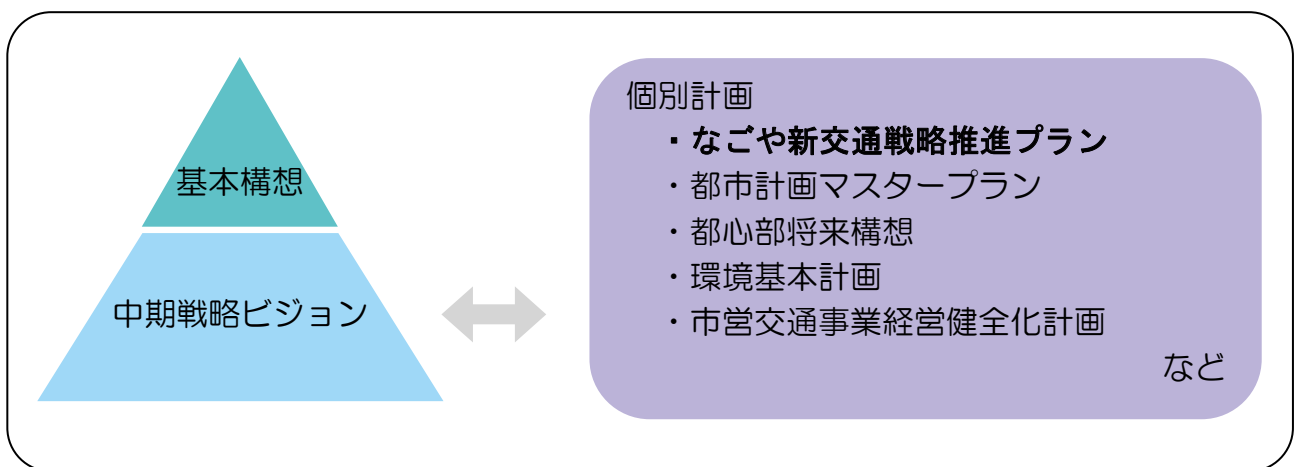 基本構想
中期戦略ビジョン
個別計画
・なごや新交通戦略推進プラン
・都市計画マスタープラン
・都心部将来構想
・環境基本計画
・市営交通事業経営健全化計画
など